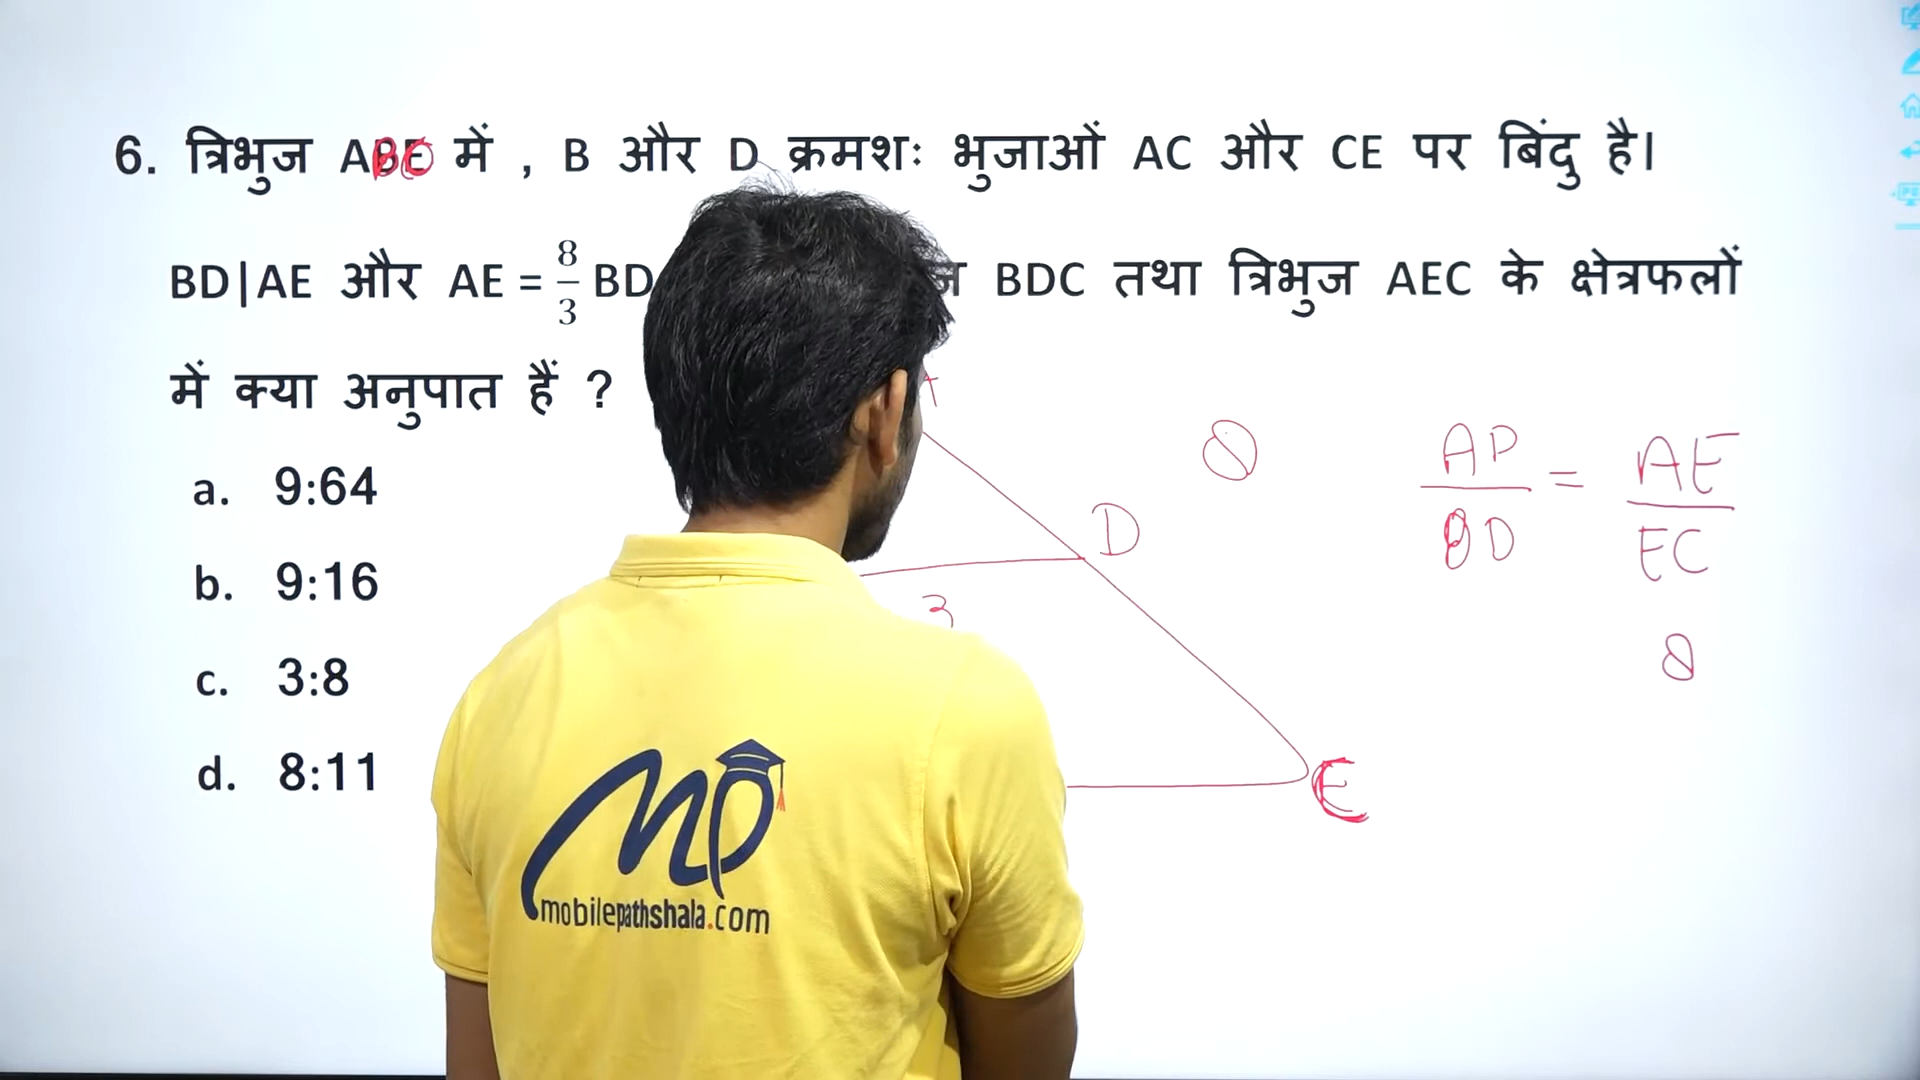 6. त्रिभुज ABE में , B और D क्रमशः भुजाओं AC और CE पर बिंदु है।
BD|AE और AE = 8/3 BD BDC तथा त्रिभुज AEC के क्षेत्रफलों
में क्या अनुपात हैं ?
a. 9:64
b. 9:16
c. 3:8
d. 8:11
A
D
3
E
8
AD/BD = AE/EC
8
mobilepathshala.com